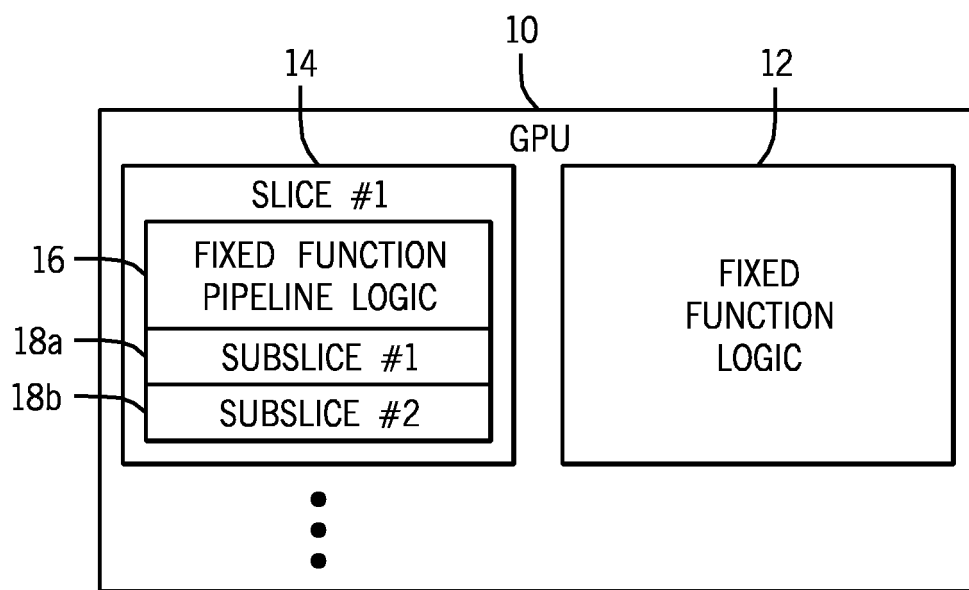 10
14
12
GPU
SLICE #1
16
FIXED FUNCTION
PIPELINE LOGIC
18a
SUBSLICE #1
18b
SUBSLICE #2
FIXED
FUNCTION
LOGIC